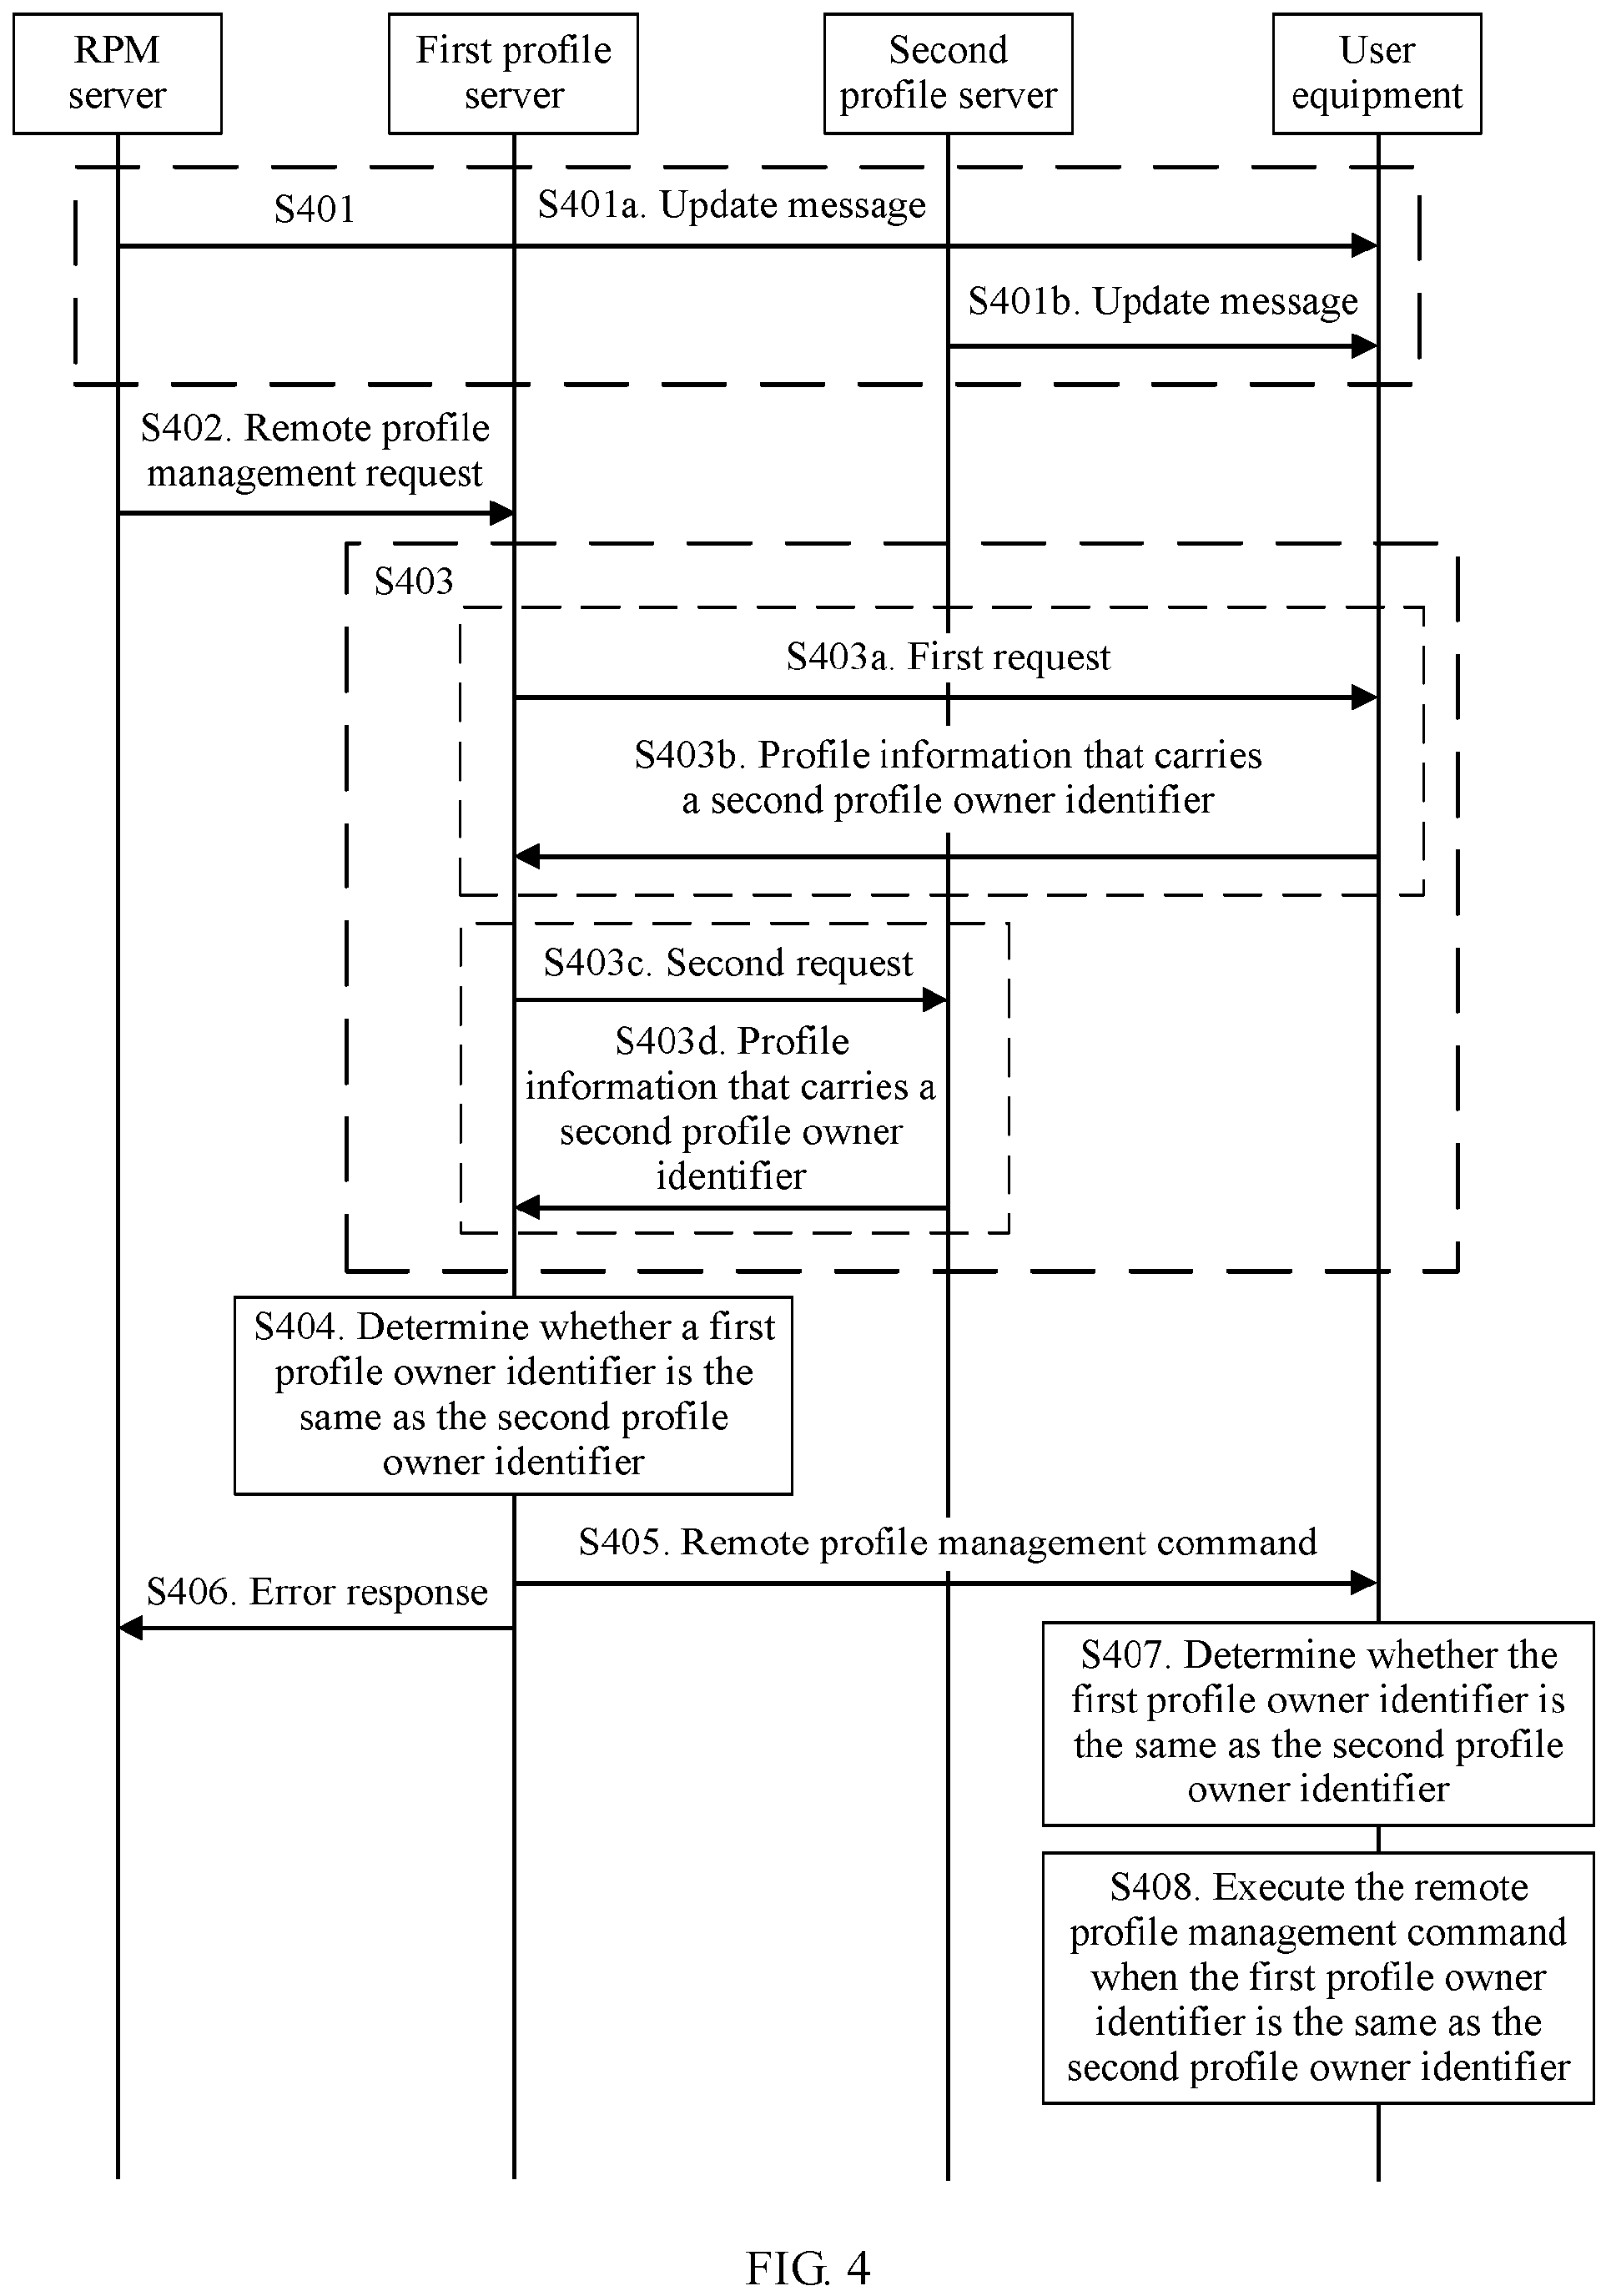 RPM
server
First profile
server
Second
profile server
User
equipment
S401
S401a. Update message
S401b. Update message
S402. Remote profile
management request
S403
S403a. First request
S403b. Profile information that carries
a second profile owner identifier
S403c. Second request
S403d. Profile
information that carries a
second profile owner
identifier
S404. Determine whether a first
profile owner identifier is the
same as the second profile
owner identifier
S405. Remote profile management command
S406. Error response
S407. Determine whether the
first profile owner identifier is
the same as the second profile
owner identifier
S408. Execute the remote
profile management command
when the first profile owner
identifier is the same as the
second profile owner identifier
FIG. 4